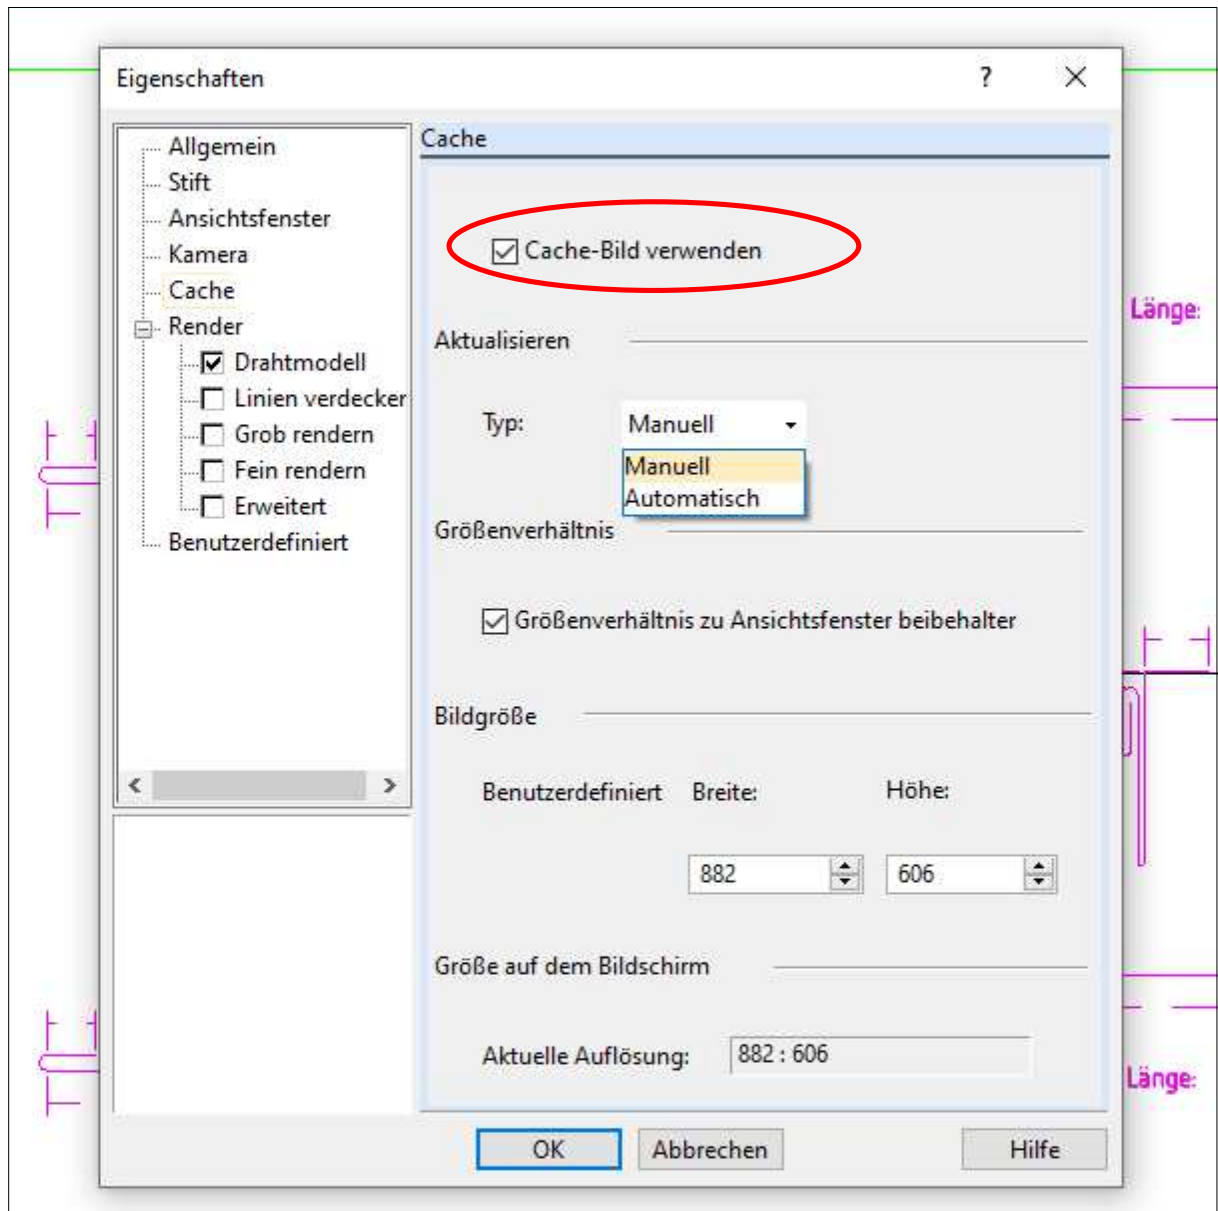 Eigenschaften
?
Allgemein
Stift
Ansichtsfenster
Kamera
Cache
Render
Drahtmodell
Linien verdecker
Grob rendern
Fein rendern
Erweitert
Benutzerdefiniert
Cache
Cache-Bild verwenden
Aktualisieren
Typ: Manuell
Manuell
Automatisch
Größenverhältnis
Größenverhältnis zu Ansichtsfenster beibehalter
Bildgröße
Benutzerdefiniert Breite: Höhe:
882 606
Größe auf dem Bildschirm
Aktuelle Auflösung: 882 : 606
OK Abbrechen Hilfe
Länge:
Länge: